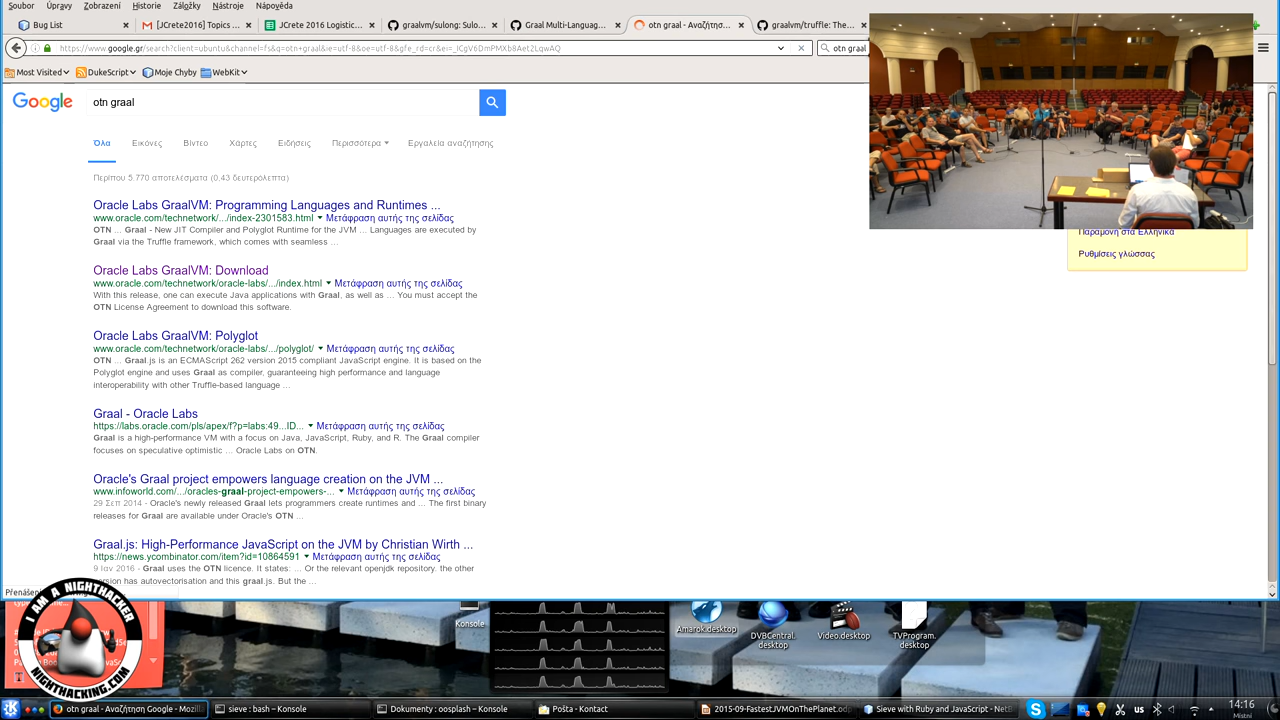 Soubor Úpravy Zobrazení Historie Záložky Nástroje Nápověda
Bug List
[JCrete2016] Topics ...
JCrete 2016 Logistic...
graalvm/sulong: Sulo...
Graal Multi-Languag...
otn graal - Αναζήτησ...
graalvm/truffle: The...
https://www.google.gr/search?client=ubuntu&channel=fs&q=otn+graal&ie=utf-8&oe=utf-8&gfe_rd=cr&ei=_ICgV6DmPMXb8Aet2LqwAQ
otn graal
Most Visited
DukeScript
Moje Chyby
WebKit
Google
otn graal
Όλα Εικόνες Βίντεο Χάρτες Ειδήσεις Περισσότερα Εργαλεία αναζήτησης
Περίπου 5.770 αποτελέσματα (0,43 δευτερόλεπτα)
Oracle Labs GraalVM: Programming Languages and Runtimes ...
www.oracle.com/technetwork/.../index-2301583.html Μετάφραση αυτής της σελίδας
OTN ... Graal - New JIT Compiler and Polyglot Runtime for the JVM ... Languages are executed by
Graal via the Truffle framework, which comes with seamless ...
Oracle Labs GraalVM: Download
www.oracle.com/technetwork/oracle-labs/.../index.html Μετάφραση αυτής της σελίδας
With this release, one can execute Java applications with Graal, as well as ... You must accept the
OTN License Agreement to download this software.
Oracle Labs GraalVM: Polyglot
www.oracle.com/technetwork/oracle-labs/.../polyglot/ Μετάφραση αυτής της σελίδας
OTN ... Graal.js is an ECMAScript 262 version 2015 compliant JavaScript engine. It is based on the
Polyglot engine and uses Graal as compiler, guaranteeing high performance and language
interoperability with other Truffle-based language ...
Graal - Oracle Labs
https://labs.oracle.com/pls/apex/f?p=labs:49...ID... Μετάφραση αυτής της σελίδας
Graal is a high-performance VM with a focus on Java, JavaScript, Ruby, and R. The Graal compiler
focuses on speculative optimistic ... Oracle Labs on OTN.
Oracle's Graal project empowers language creation on the JVM ...
www.infoworld.com/.../oracles-graal-project-empowers-... Μετάφραση αυτής της σελίδας
29 Σεπ 2014 - Oracle's newly released Graal lets programmers create runtimes and ... The first binary
releases for Graal are available under Oracle's OTN ...
Graal.js: High-Performance JavaScript on the JVM by Christian Wirth ...
https://news.ycombinator.com/item?id=10864591 Μετάφραση αυτής της σελίδας
9 Ιαν 2016 - Graal uses the OTN licence. It states: ... Or the relevant openjdk repository. the other
version has autovectorisation and this graal.js. But the ...
Παραμονή στα Ελληνικά
Ρυθμίσεις γλώσσας
Přenášení
I AM A NIGHTHACKER
NIGHTHACKING.COM
Konsole
Amarok.desktop
DVBCentral.
desktop
Video.desktop
TVProgram.
desktop
otn graal - Αναζήτηση Google - Mozill
sieve : bash – Konsole
Dokumenty : oosplash – Konsole
Pošta - Kontact
2015-09-FastestJVMOnThePlanet.odp
Sieve with Ruby and JavaScript - NetB
14:16
Místní